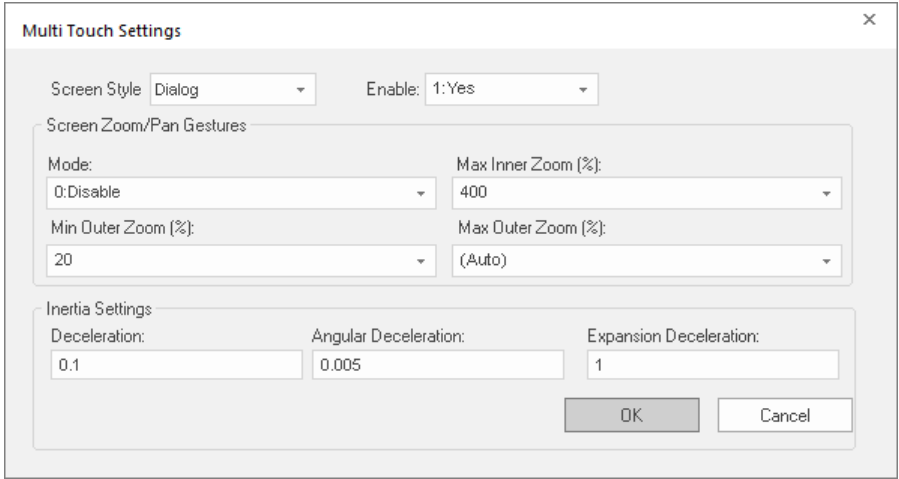 Multi Touch Settings
Screen Style Dialog Enable: 1:Yes
Screen Zoom/Pan Gestures
Mode: Max Inner Zoom (%):
0:Disable 400
Min Outer Zoom (%): Max Outer Zoom (%):
20 (Auto)
Inertia Settings
Deceleration: Angular Deceleration: Expansion Deceleration:
0.1 0.005 1
OK Cancel